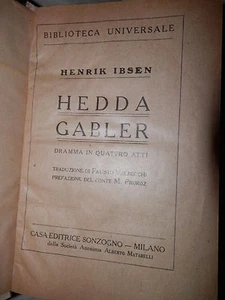 BIBLIOTECA UNIVERSALE
HENRIK IBSEN
HEDDA
GABLER
DRAMMA IN QUATTRO ATTI
TRADUZIONE DI
PREFAZIONE DEL CONTE M. PROZOR
CASA EDITRICE SONZOGNO — MILANO
della Società Anonima ALBERTO MATARELLI